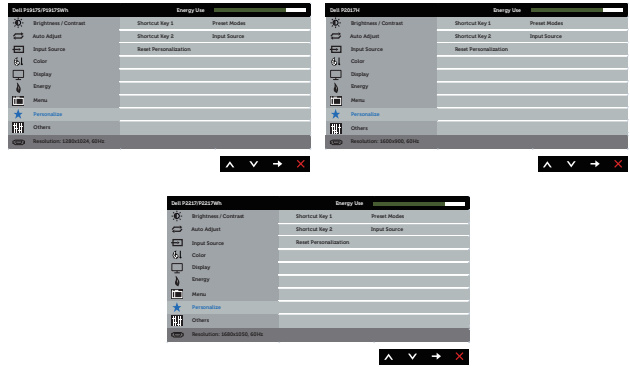 Dell P1917S/P1917SWh Energy Use
Brightness / Contrast Shortcut Key 1 Preset Modes
Auto Adjust Shortcut Key 2 Input Source
Input Source Reset Personalization
Color
Display
Energy
Menu
Personalize
Others
Resolution: 1280x1024, 60Hz
Dell P2017H Energy Use
Brightness / Contrast Shortcut Key 1 Preset Modes
Auto Adjust Shortcut Key 2 Input Source
Input Source Reset Personalization
Color
Display
Energy
Menu
Personalize
Others
Resolution: 1600x900, 60Hz
Dell P2217/P2217Wh Energy Use
Brightness / Contrast Shortcut Key 1 Preset Modes
Auto Adjust Shortcut Key 2 Input Source
Input Source Reset Personalization
Color
Display
Energy
Menu
Personalize
Others
Resolution: 1680x1050, 60Hz